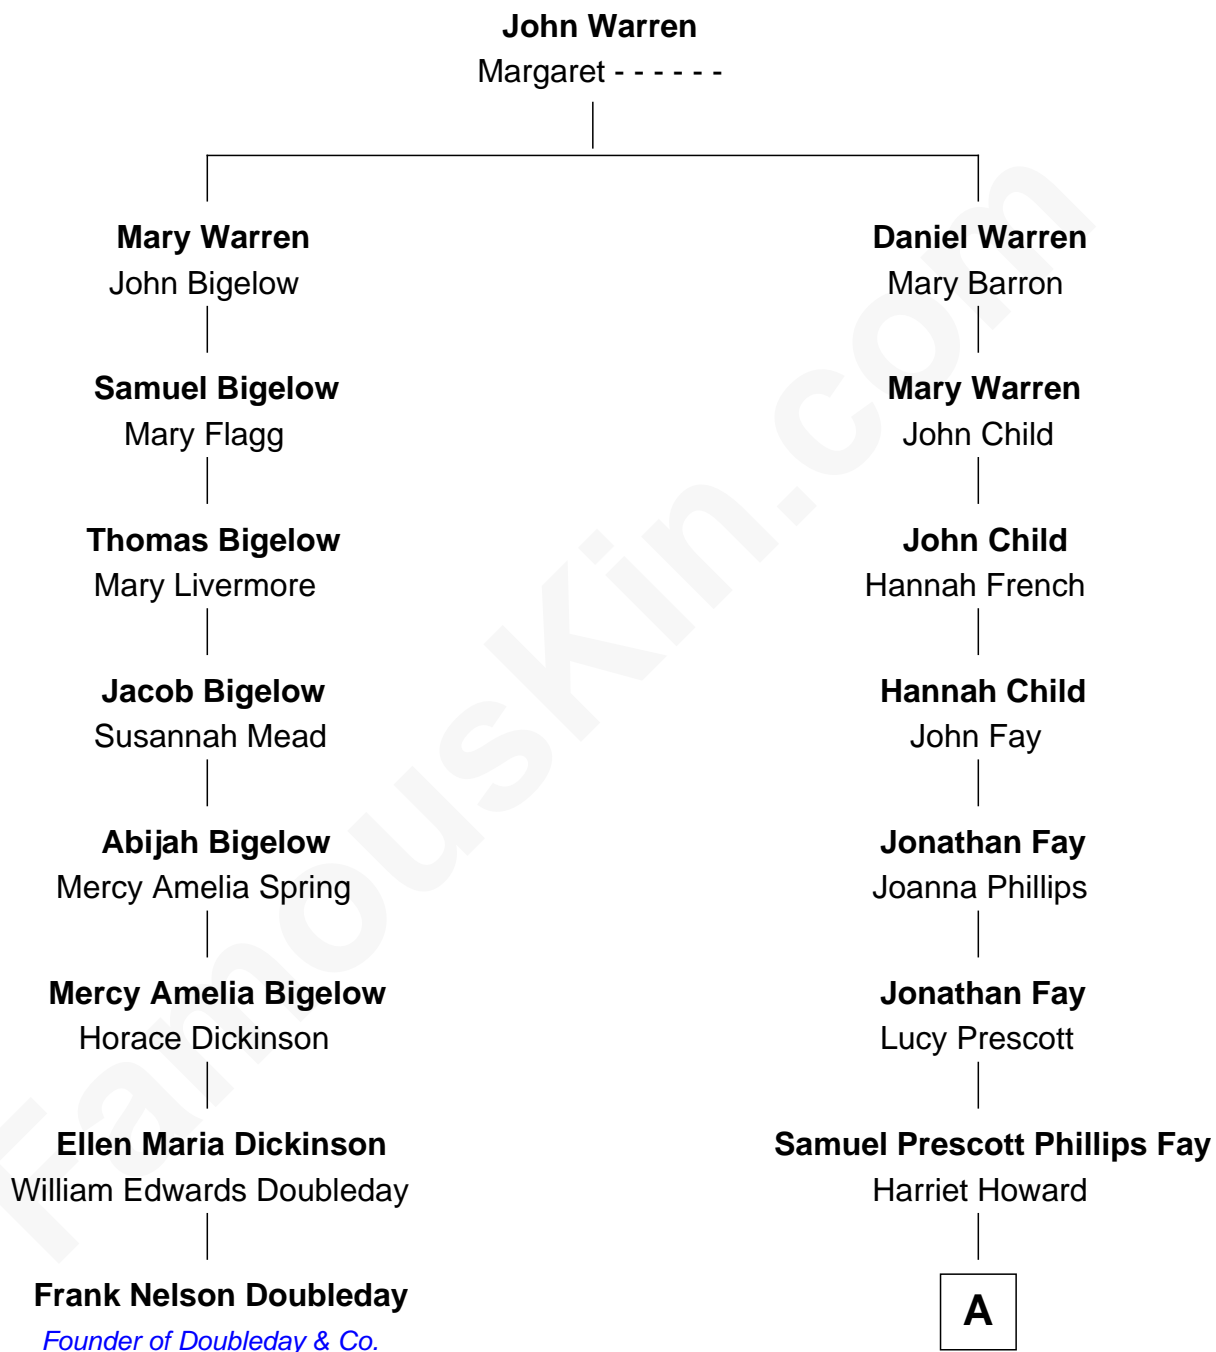 John Warren
Margaret - - - - - -
Mary Warren
John Bigelow
Daniel Warren
Mary Barron
Samuel Bigelow
Mary Flagg
Mary Warren
John Child
Thomas Bigelow
Mary Livermore
John Child
Hannah French
Jacob Bigelow
Susannah Mead
Hannah Child
John Fay
Abijah Bigelow
Mercy Amelia Spring
Jonathan Fay
Joanna Phillips
Mercy Amelia Bigelow
Horace Dickinson
Jonathan Fay
Lucy Prescott
Ellen Maria Dickinson
William Edwards Doubleday
Samuel Prescott Phillips Fay
Harriet Howard
Frank Nelson Doubleday
Founder of Doubleday & Co.
A
FamousKin.com